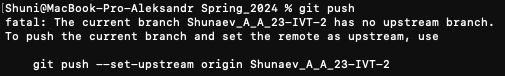 [Shuni@MacBook-Pro-Aleksandr Spring_2024 % git push
fatal: The current branch Shunaev_A_A_23-IVT-2 has no upstream branch.
To push the current branch and set the remote as upstream, use
git push --set-upstream origin Shunaev_A_A_23-IVT-2